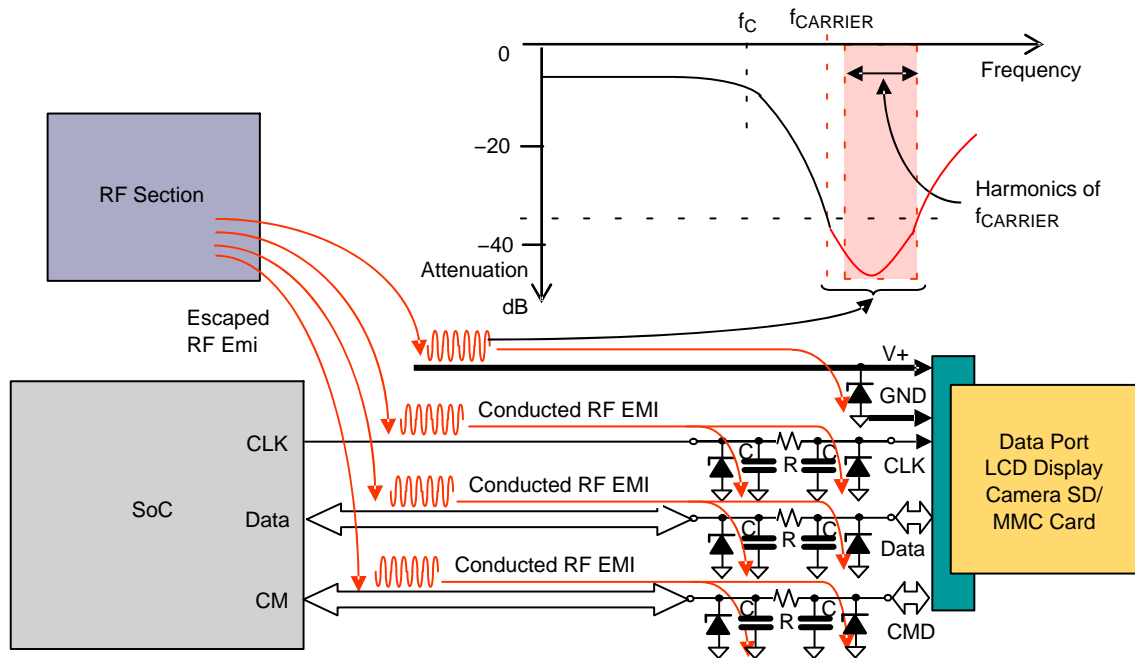 fC
fCARRIER
0
Frequency
−20
RF Section
Harmonics of
fCARRIER
−40
Attenuation
dB
Escaped
RF Emi
V+
GND
Conducted RF EMI
CLK
C
R
C
CLK
Data Port
LCD Display
Camera SD/
MMC Card
SoC
Conducted RF EMI
Data
C
R
C
Data
Conducted RF EMI
CM
C
R
C
CMD